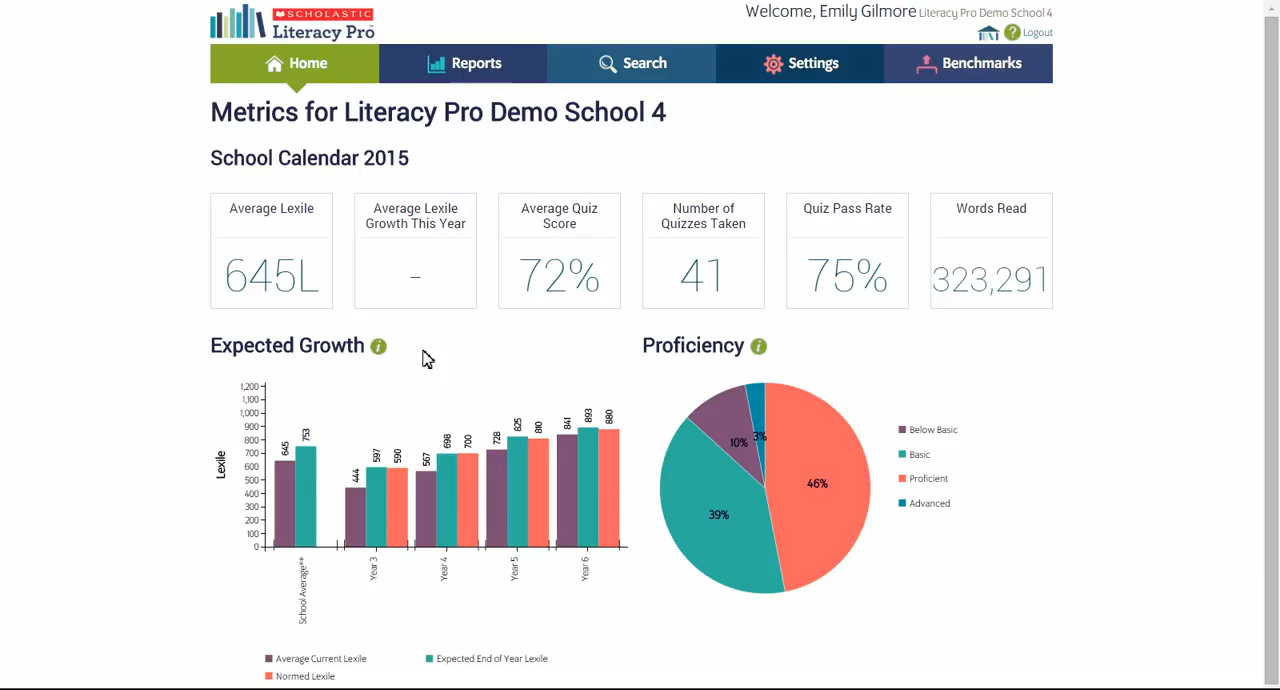 SCHOLASTIC
Literacy Pro
Welcome, Emily Gilmore Literacy Pro Demo School 4
? Logout
Home
Reports
Search
Settings
Benchmarks
Metrics for Literacy Pro Demo School 4
School Calendar 2015
Average Lexile
645L
Average Lexile
Growth This Year
-
Average Quiz
Score
72%
Number of
Quizzes Taken
41
Quiz Pass Rate
75%
Words Read
323,291
Expected Growth i
Lexile
1,200
1,100
1,000
900
800
700
600
500
400
300
200
100
0
645
753
444
597
590
567
698
700
728
825
810
841
893
880
School Average**
Year 3
Year 4
Year 5
Year 6
Average Current Lexile
Expected End of Year Lexile
Normed Lexile
Proficiency i
10%
3%
46%
39%
Below Basic
Basic
Proficient
Advanced